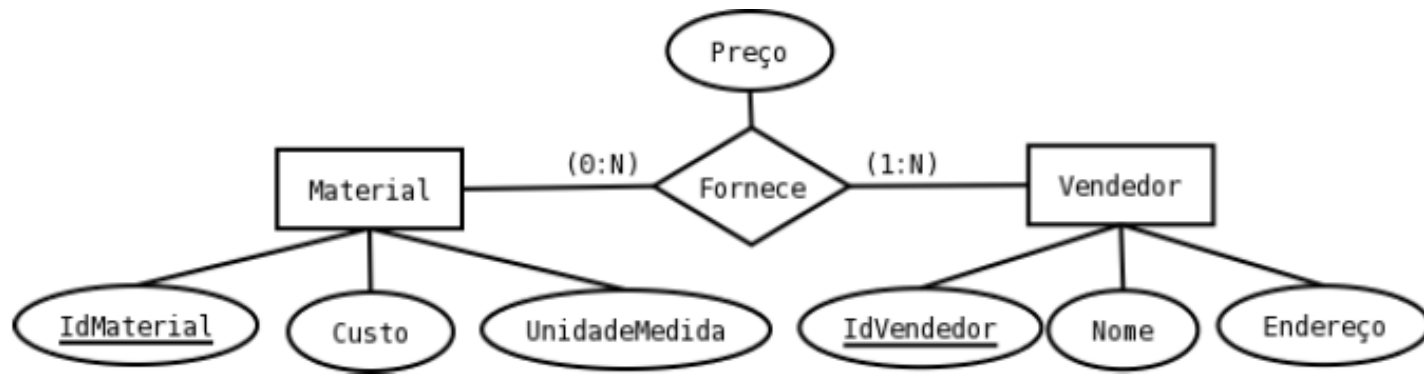 Preço
(0:N)
(1:N)
Material
Fornece
Vendedor
IdMaterial
Custo
UnidadeMedida
IdVendedor
Nome
Endereço